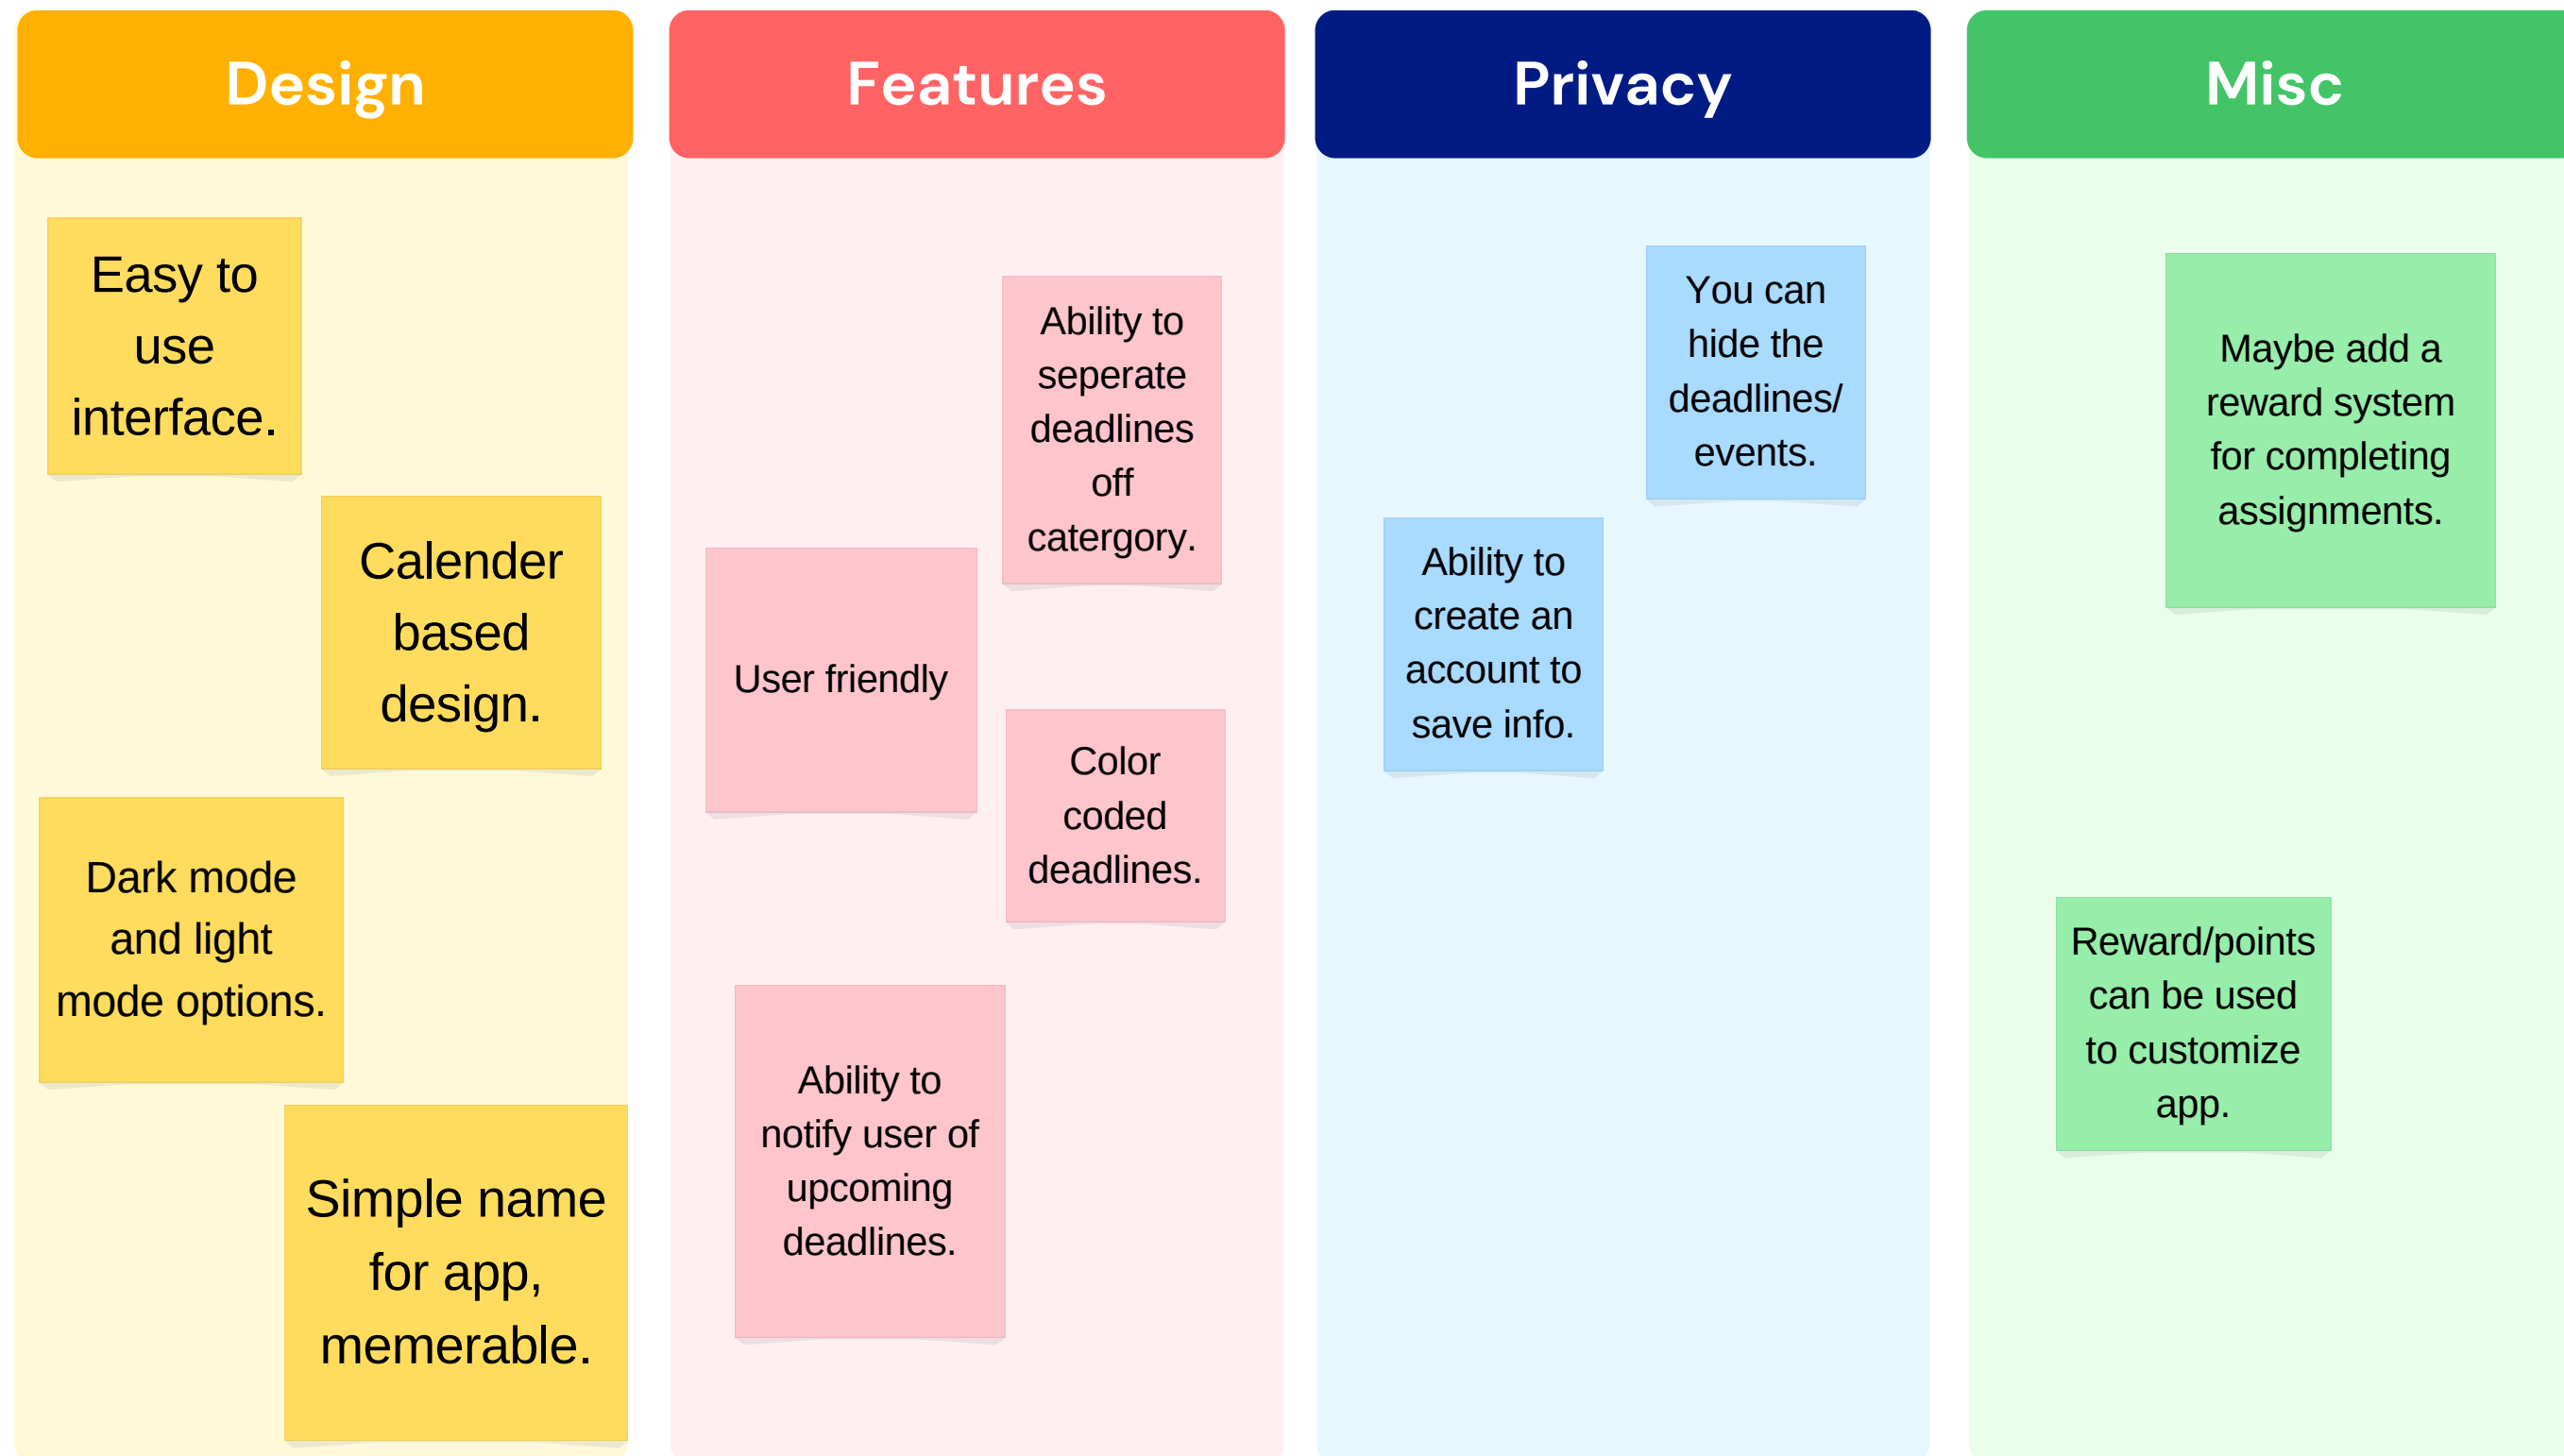 Design
Easy to
use
interface.
Calender
based
design.
Dark mode
and light
mode options.
Simple name
for app,
memerable.
Features
Ability to
seperate
deadlines
off
catergory.
User friendly
Color
coded
deadlines.
Ability to
notify user of
upcoming
deadlines.
Privacy
You can
hide the
deadlines/
events.
Ability to
create an
account to
save info.
Misc
Maybe add a
reward system
for completing
assignments.
Reward/points
can be used
to customize
app.